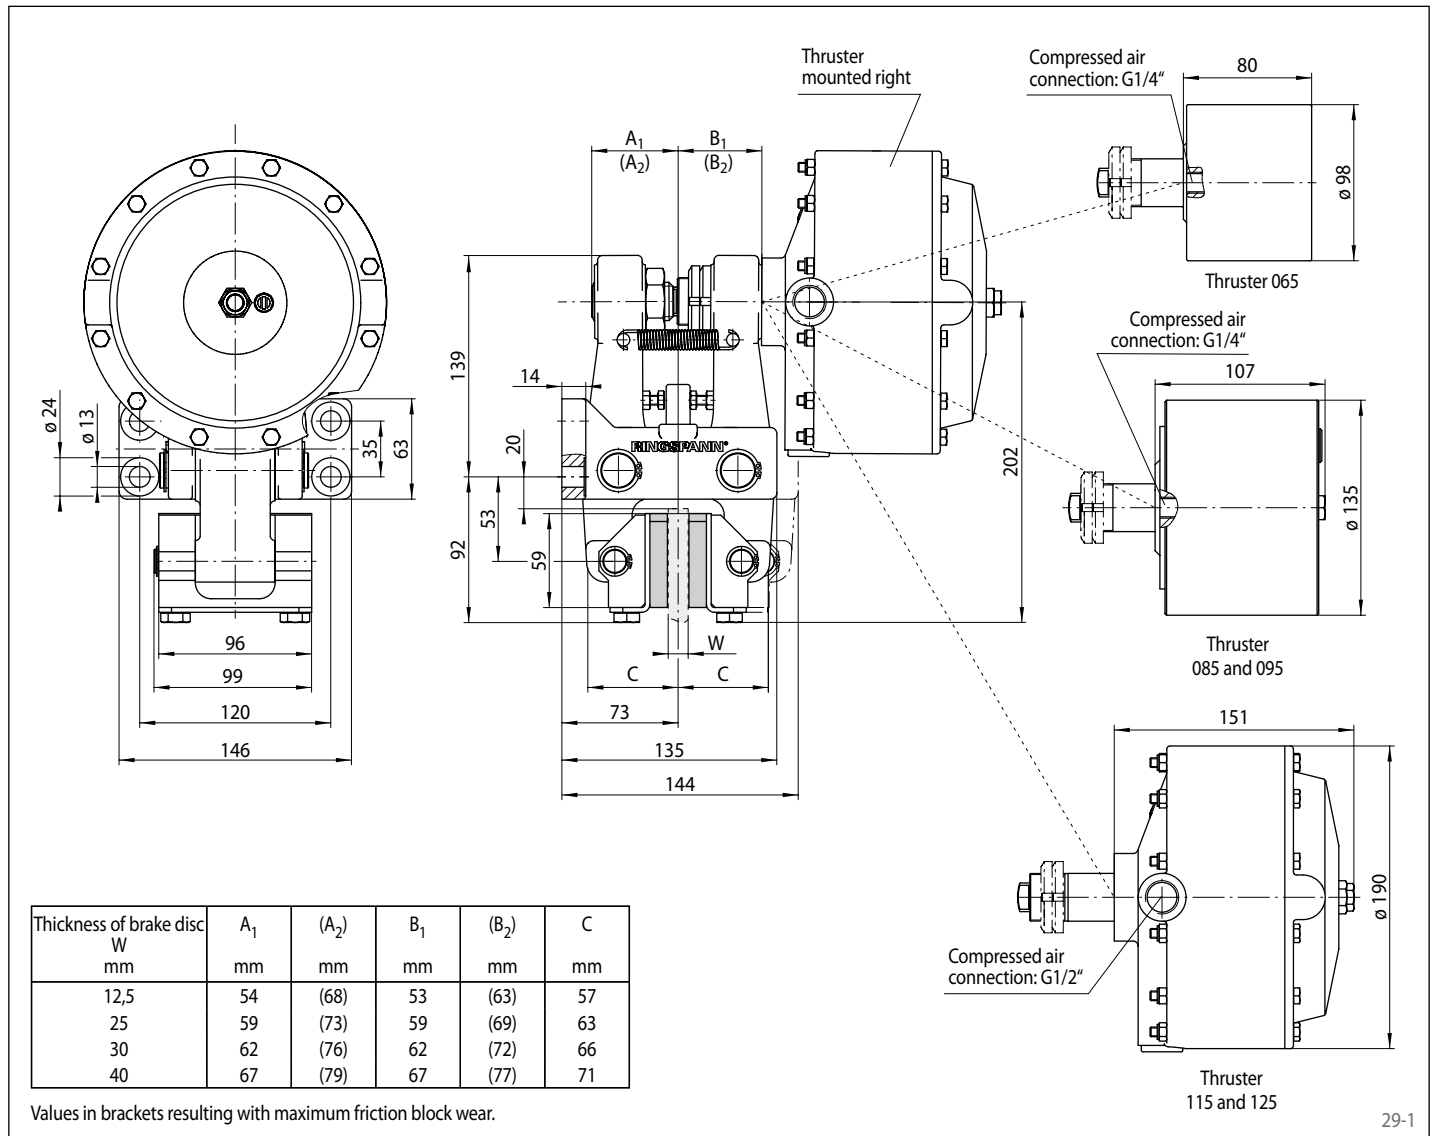 Thruster
mounted right
Compressed air
connection: G1/4“
80
A1
(A2)
B1
(B2)
ø 98
Thruster 065
Compressed air
connection: G1/4“
107
139
14
ø 24
ø 13
35
63
20
RINGSPANN®
202
ø 135
53
92
59
96
W
Thruster
085 and 095
99
C
C
120
73
151
146
135
144
ø 190
Thickness of brake disc
W
mm
A1
mm
(A2)
mm
B1
mm
(B2)
mm
C
mm
12,5 54 (68) 53 (63) 57
25 59 (73) 59 (69) 63
30 62 (76) 62 (72) 66
40 67 (79) 67 (77) 71
Compressed air
connection: G1/2“
Thruster
115 and 125
Values in brackets resulting with maximum friction block wear.
29-1